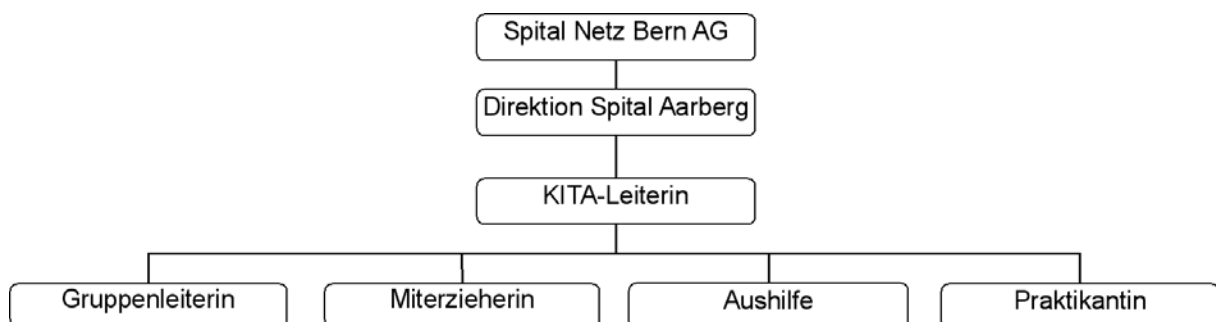 Spital Netz Bern AG
Direktion Spital Aarberg
KITA-Leiterin
Gruppenleiterin
Miterzieherin
Aushilfe
Praktikantin